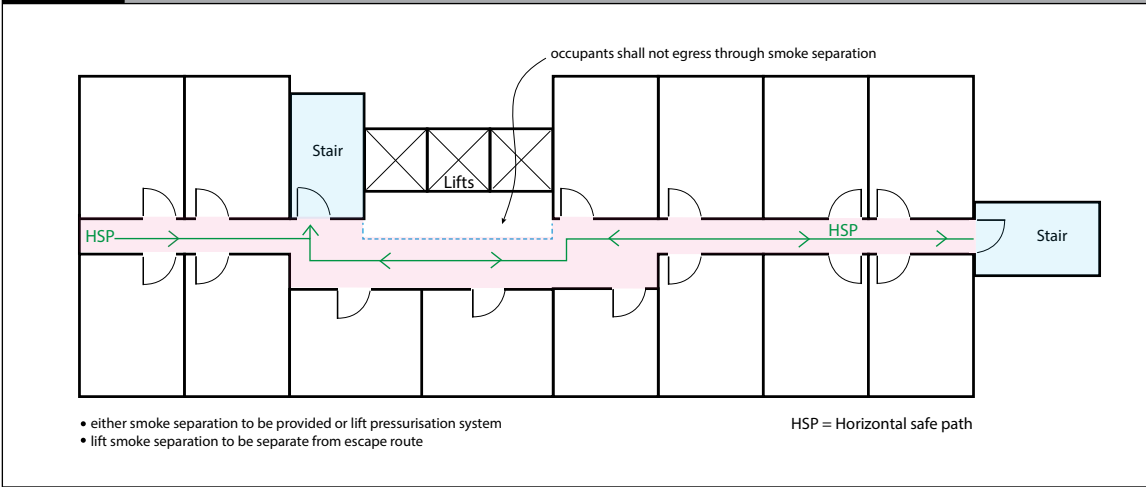 occupants shall not egress through smoke separation
Stair
Lifts
HSP
HSP
Stair
• either smoke separation to be provided or lift pressurisation system
• lift smoke separation to be separate from escape route
HSP = Horizontal safe path